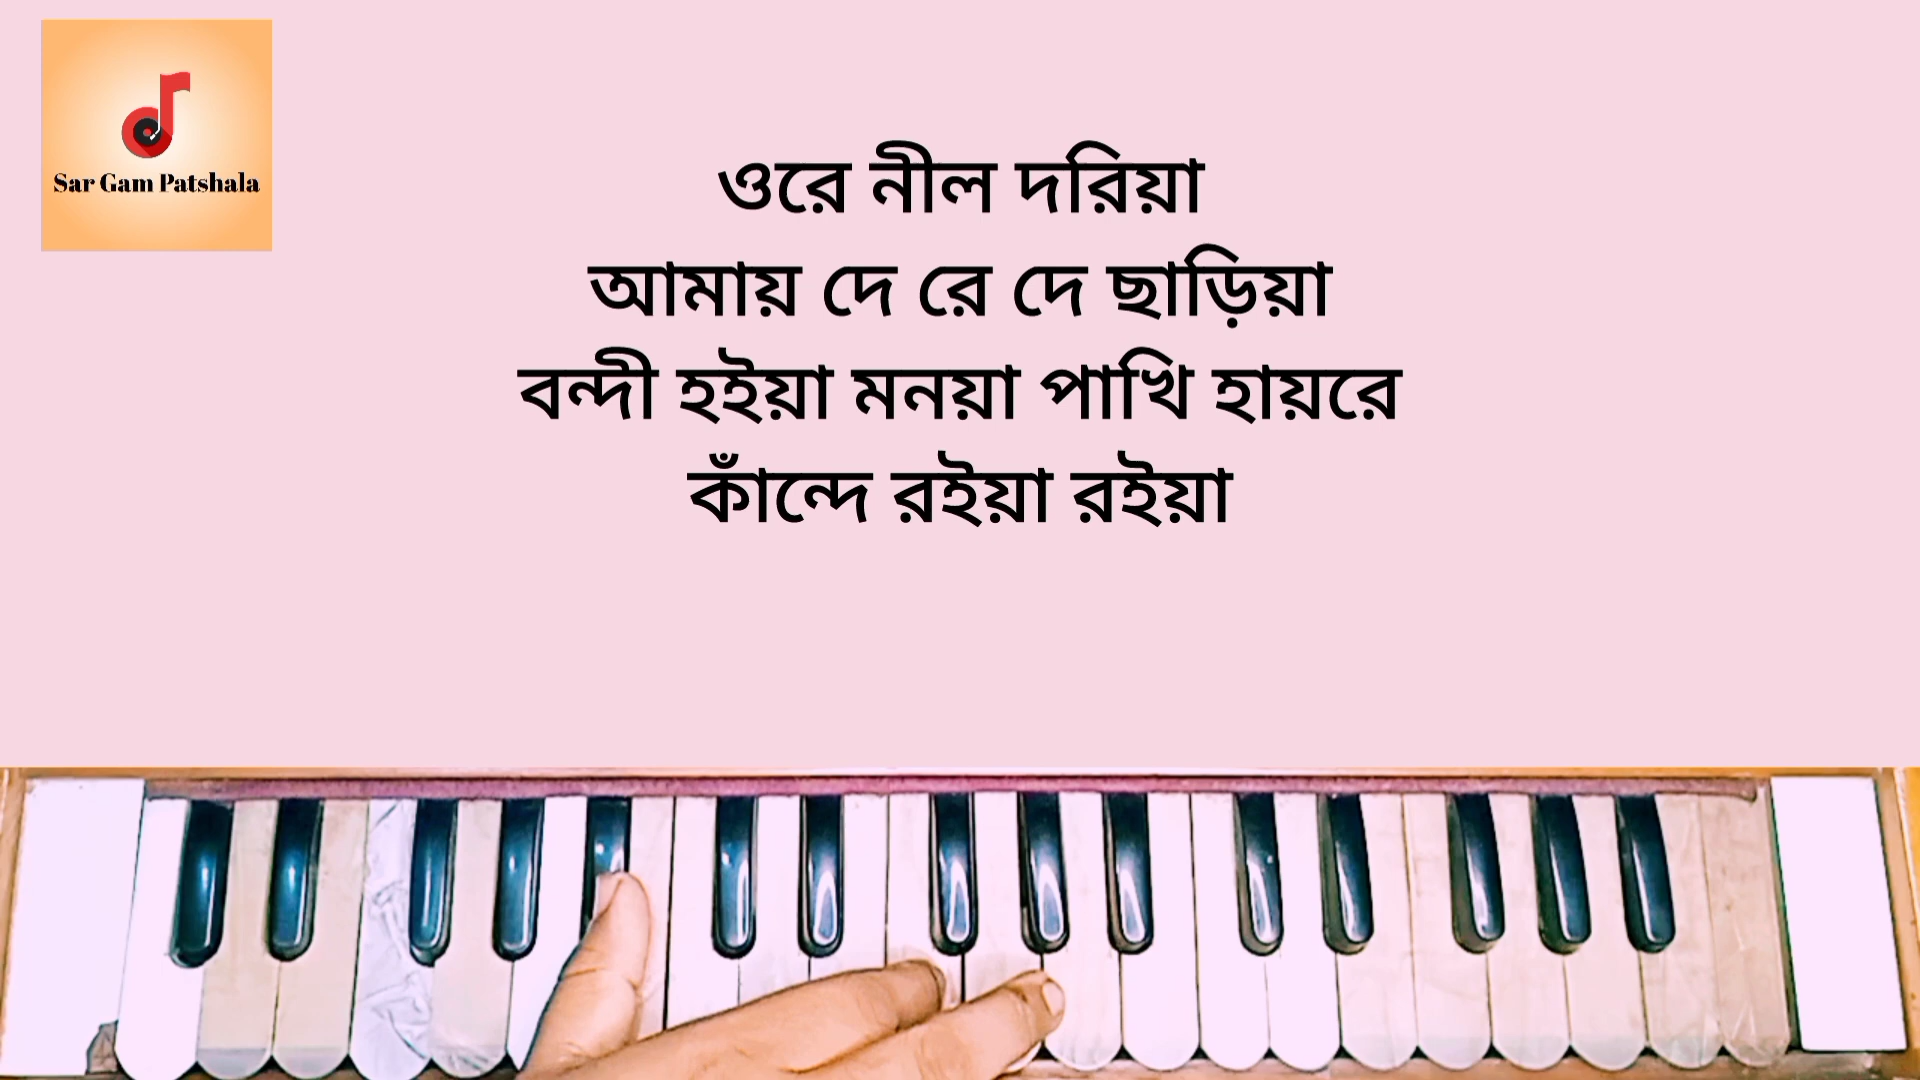 Sar Gam Patshala
ওরে নীল দরিয়া
আমায় দে রে দে ছাড়িয়া
বন্দী হইয়া মনয়া পাখি হায়রে
কাঁন্দে রইয়া রইয়া